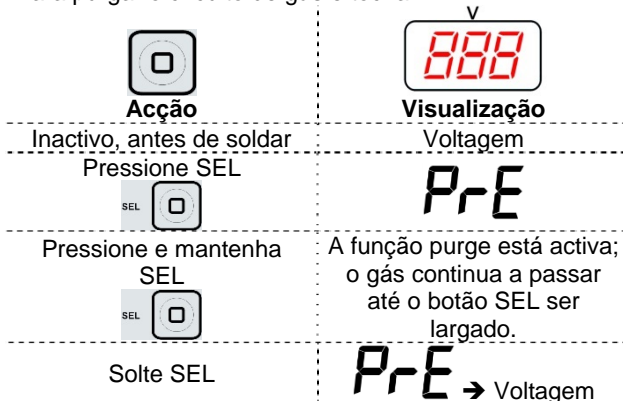 V
888
Acção
Visualização
Inactivo, antes de soldar
Voltagem
Pressione SEL
SEL
PrE
Pressione e mantenha
SEL
SEL
A função purge está activa;
o gás continua a passar
até o botão SEL ser
largado.
Solte SEL
PrE → Voltagem